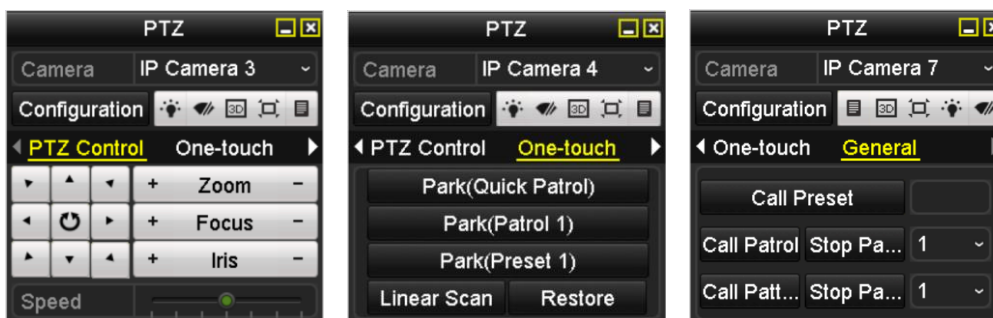 PTZ
Camera IP Camera 3
Configuration 3D
PTZ Control One-touch
+ Zoom −
+ Focus −
+ Iris −
Speed
PTZ
Camera IP Camera 4
Configuration 3D
PTZ Control One-touch
Park(Quick Patrol)
Park(Patrol 1)
Park(Preset 1)
Linear Scan Restore
PTZ
Camera IP Camera 7
Configuration 3D
One-touch General
Call Preset
Call Patrol Stop Pa... 1
Call Patt... Stop Pa... 1